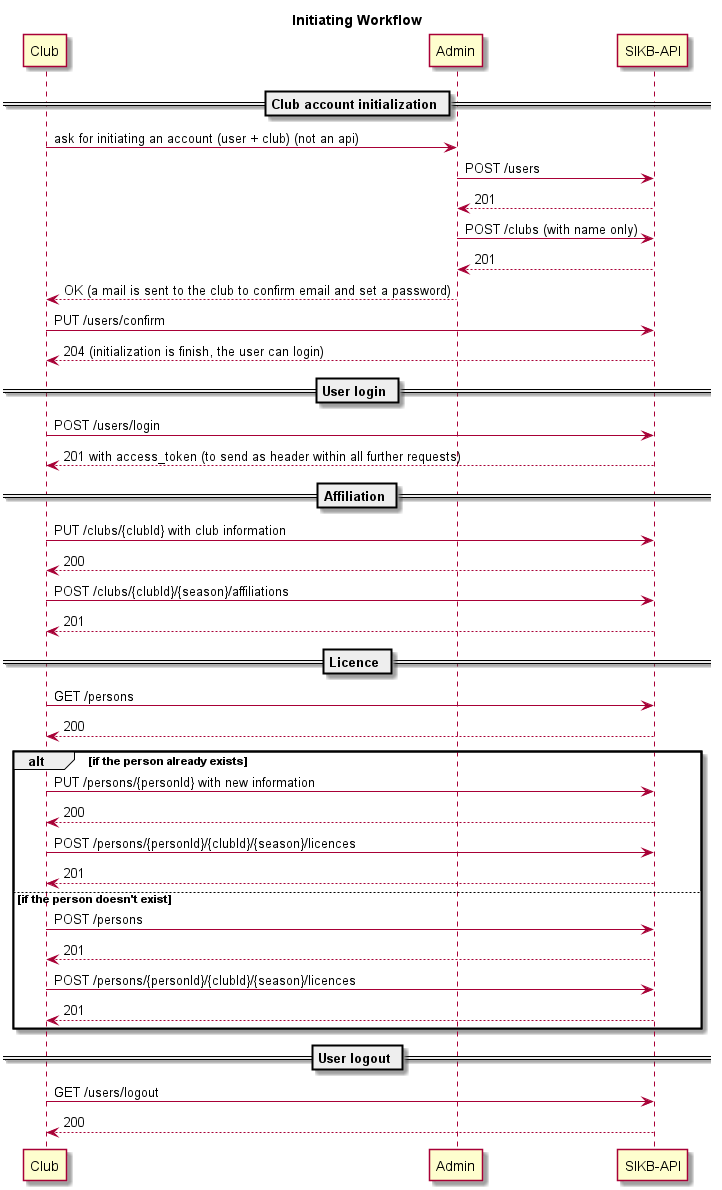 Initiating Workflow
Club
Admin
SIKB-API
Club account initialization
ask for initiating an account (user + club) (not an api)
POST /users
201
POST /clubs (with name only)
201
OK (a mail is sent to the club to confirm email and set a password)
PUT /users/confirm
204 (initialization is finish, the user can login)
User login
POST /users/login
201 with access_token (to send as header within all further requests)
Affiliation
PUT /clubs/{clubId} with club information
200
POST /clubs/{clubId}/{season}/affiliations
201
Licence
GET /persons
200
alt [if the person already exists]
PUT /persons/{personId} with new information
200
POST /persons/{personId}/{clubId}/{season}/licences
201
[if the person doesn't exist]
POST /persons
201
POST /persons/{personId}/{clubId}/{season}/licences
201
User logout
GET /users/logout
200
Club
Admin
SIKB-API